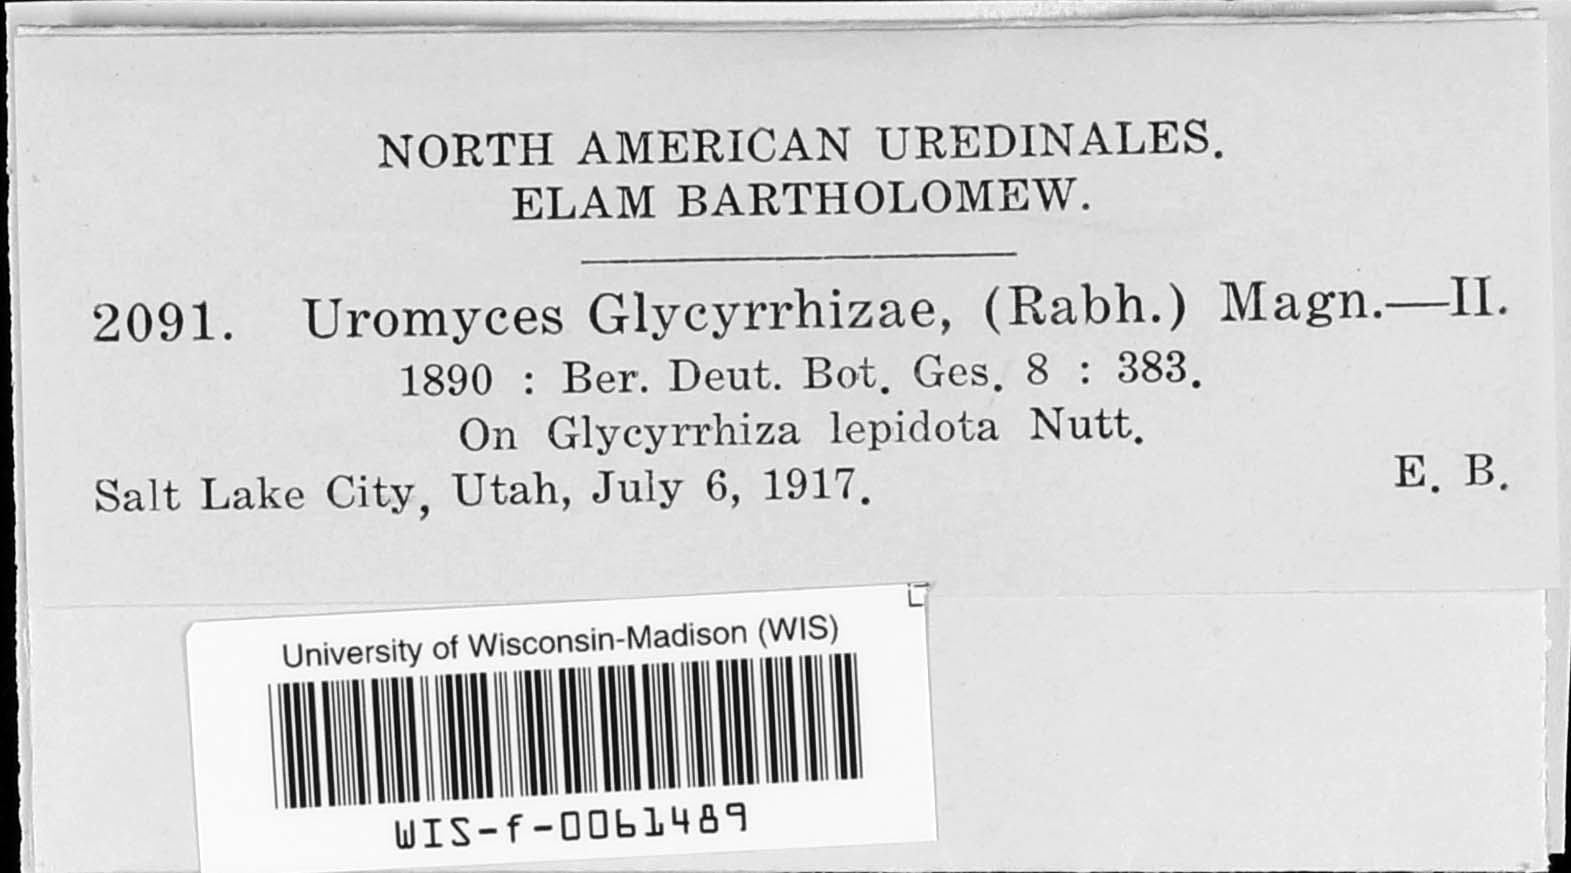 NORTH AMERICAN UREDINALES.
ELAM BARTHOLOMEW.
2091. Uromyces Glycyrrhizae, (Rabh.) Magn.—II.
1890 : Ber. Deut. Bot. Ges. 8 : 383.
On Glycyrrhiza lepidota Nutt.
Salt Lake City, Utah, July 6, 1917. E. B.
University of Wisconsin-Madison (WIS)
WIS-f-0061489